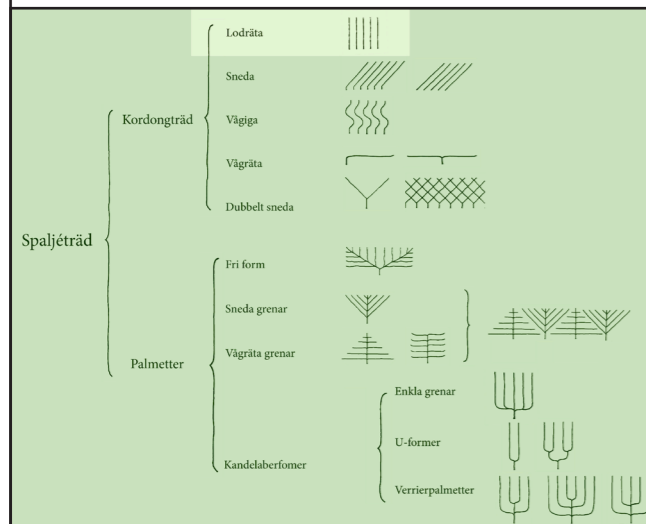 Lodräta
Sneda
Kordongträd
Vågiga
Vågräta
Dubbelt sneda
Spaljéträd
Fri form
Sneda grenar
Vågräta grenar
Palmetter
Enkla grenar
U-former
Kandelaberfomer
Verrierpalmetter